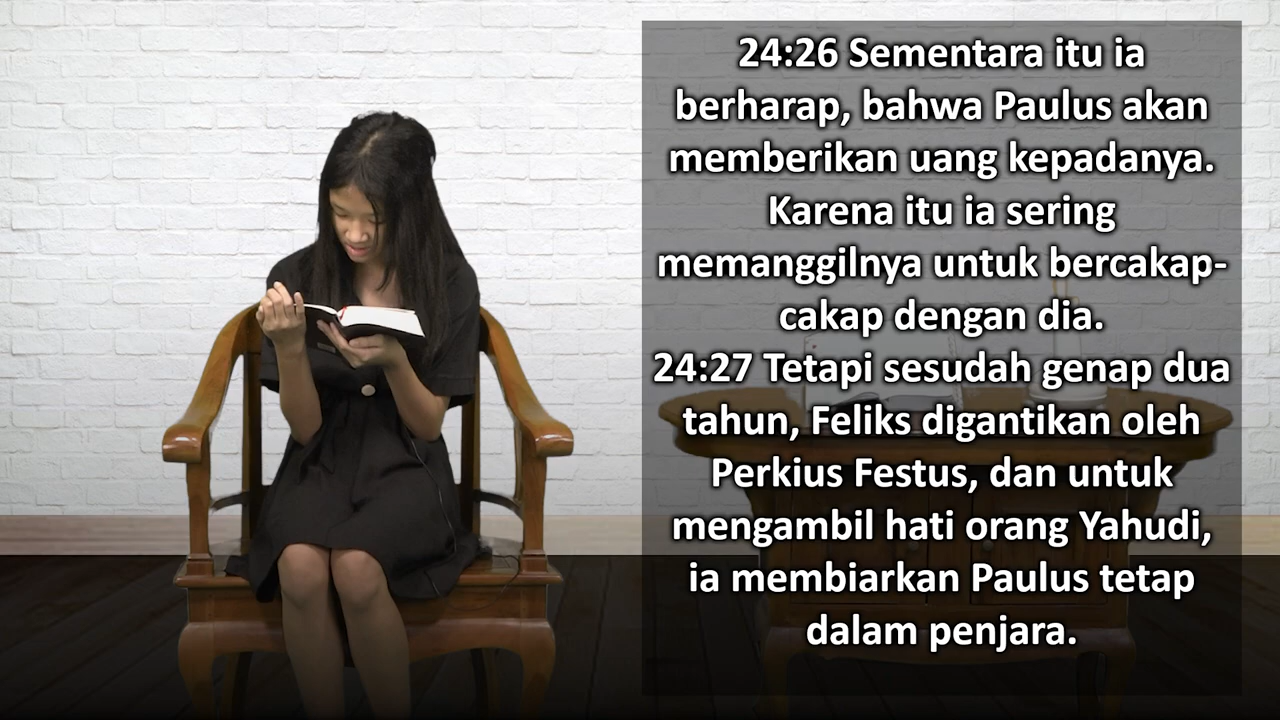 24:26 Sementara itu ia
berharap, bahwa Paulus akan
memberikan uang kepadanya.
Karena itu ia sering
memanggilnya untuk bercakap-
cakap dengan dia.
24:27 Tetapi sesudah genap dua
tahun, Feliks digantikan oleh
Perkius Festus, dan untuk
mengambil hati orang Yahudi,
ia membiarkan Paulus tetap
dalam penjara.